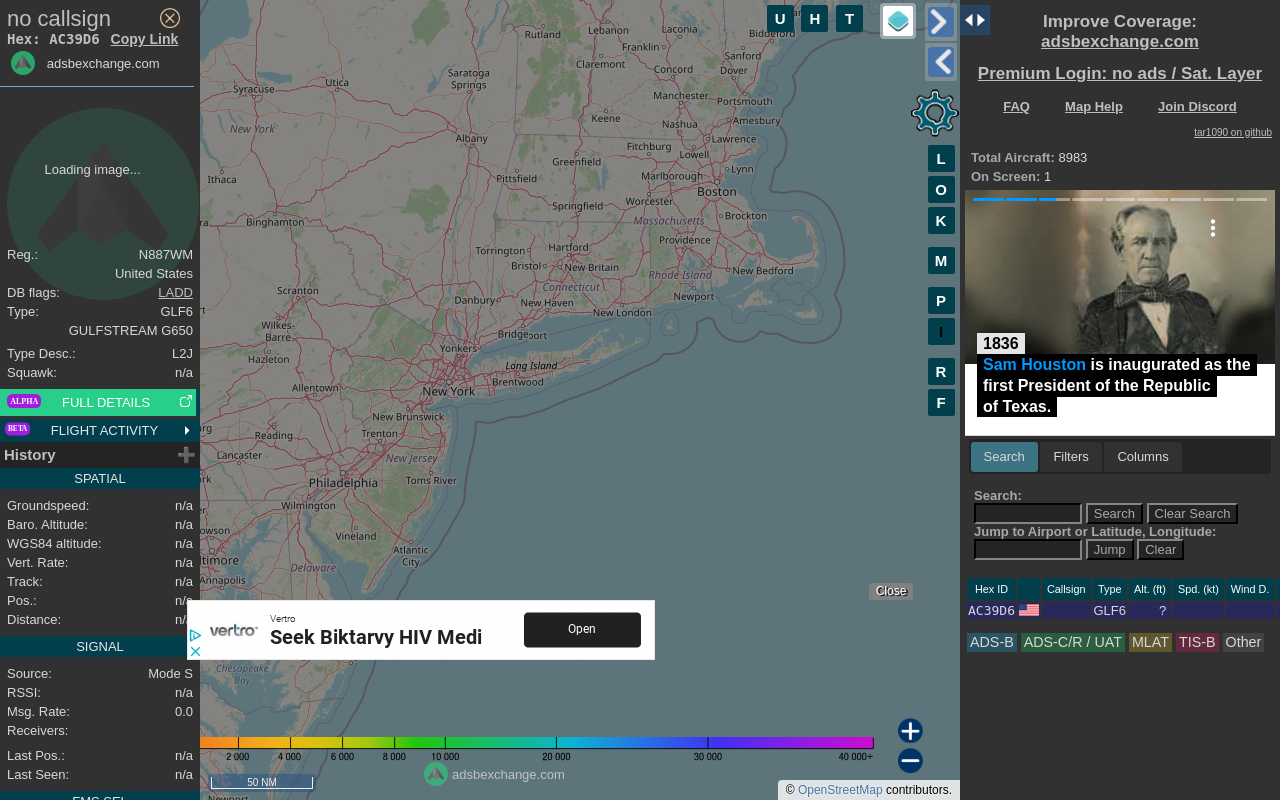 no callsign
Hex: AC39D6 Copy Link
adsbexchange.com
Loading image...
Reg.: N887WM
United States
DB flags: LADD
Type: GLF6
GULFSTREAM G650
Type Desc.: L2J
Squawk: n/a
ALPHA FULL DETAILS
BETA FLIGHT ACTIVITY
History
SPATIAL
Groundspeed: n/a
Baro. Altitude: n/a
WGS84 altitude: n/a
Vert. Rate: n/a
Track: n/a
Pos.: n/a
Distance:
SIGNAL
Source: Mode S
RSSI: n/a
Msg. Rate: 0.0
Receivers:
Last Pos.: n/a
Last Seen: n/a
FMS SEL
U H T
L
O
K
M
P
I
R
F
Rutland
Lebanon
Laconia
Biddeford
Franklin
Sanford
Claremont
Concord
Dover
Saratoga
Springs
Utica
Syracuse
Manchester
Portsmouth
Keene
Nashua
Amesbury
New York
Albany
Lawrence
Fitchburg
Greenfield
Lowell
Lynn
Ithaca
Pittsfield
Marlborough
Boston
Worcester
Springfield
Massachusetts
Brockton
Binghamton
Torrington
Hartford
Providence
Bristol
New Britain
New Bedford
Rhode Island
Connecticut
Scranton
Danbury
New Haven
Newport
New London
Wilkes-
Barre
Bridgeport
Hazleton
Yonkers
Long Island
Brentwood
Allentown
New York
New Brunswick
Reading
Trenton
Lancaster
New Jersey
Philadelphia
Toms River
Wilmington
Vineland
Atlantic
City
Delaware
Annapolis
Chesapeake
Bay
Close
Vertro
vertro
Seek Biktarvy HIV Medi
Open
2 000 4 000 6 000 8 000 10 000 20 000 30 000 40 000+
50 NM
adsbexchange.com
© OpenStreetMap contributors.
Improve Coverage:
adsbexchange.com
Premium Login: no ads / Sat. Layer
FAQ Map Help Join Discord
tar1090 on github
Total Aircraft: 8983
On Screen: 1
1836
Sam Houston is inaugurated as the
first President of the Republic
of Texas.
Search Filters Columns
Search:
Search Clear Search
Jump to Airport or Latitude, Longitude:
Jump Clear
Hex ID Callsign Type Alt. (ft) Spd. (kt) Wind D.
AC39D6 GLF6 ?
ADS-B ADS-C/R / UAT MLAT TIS-B Other